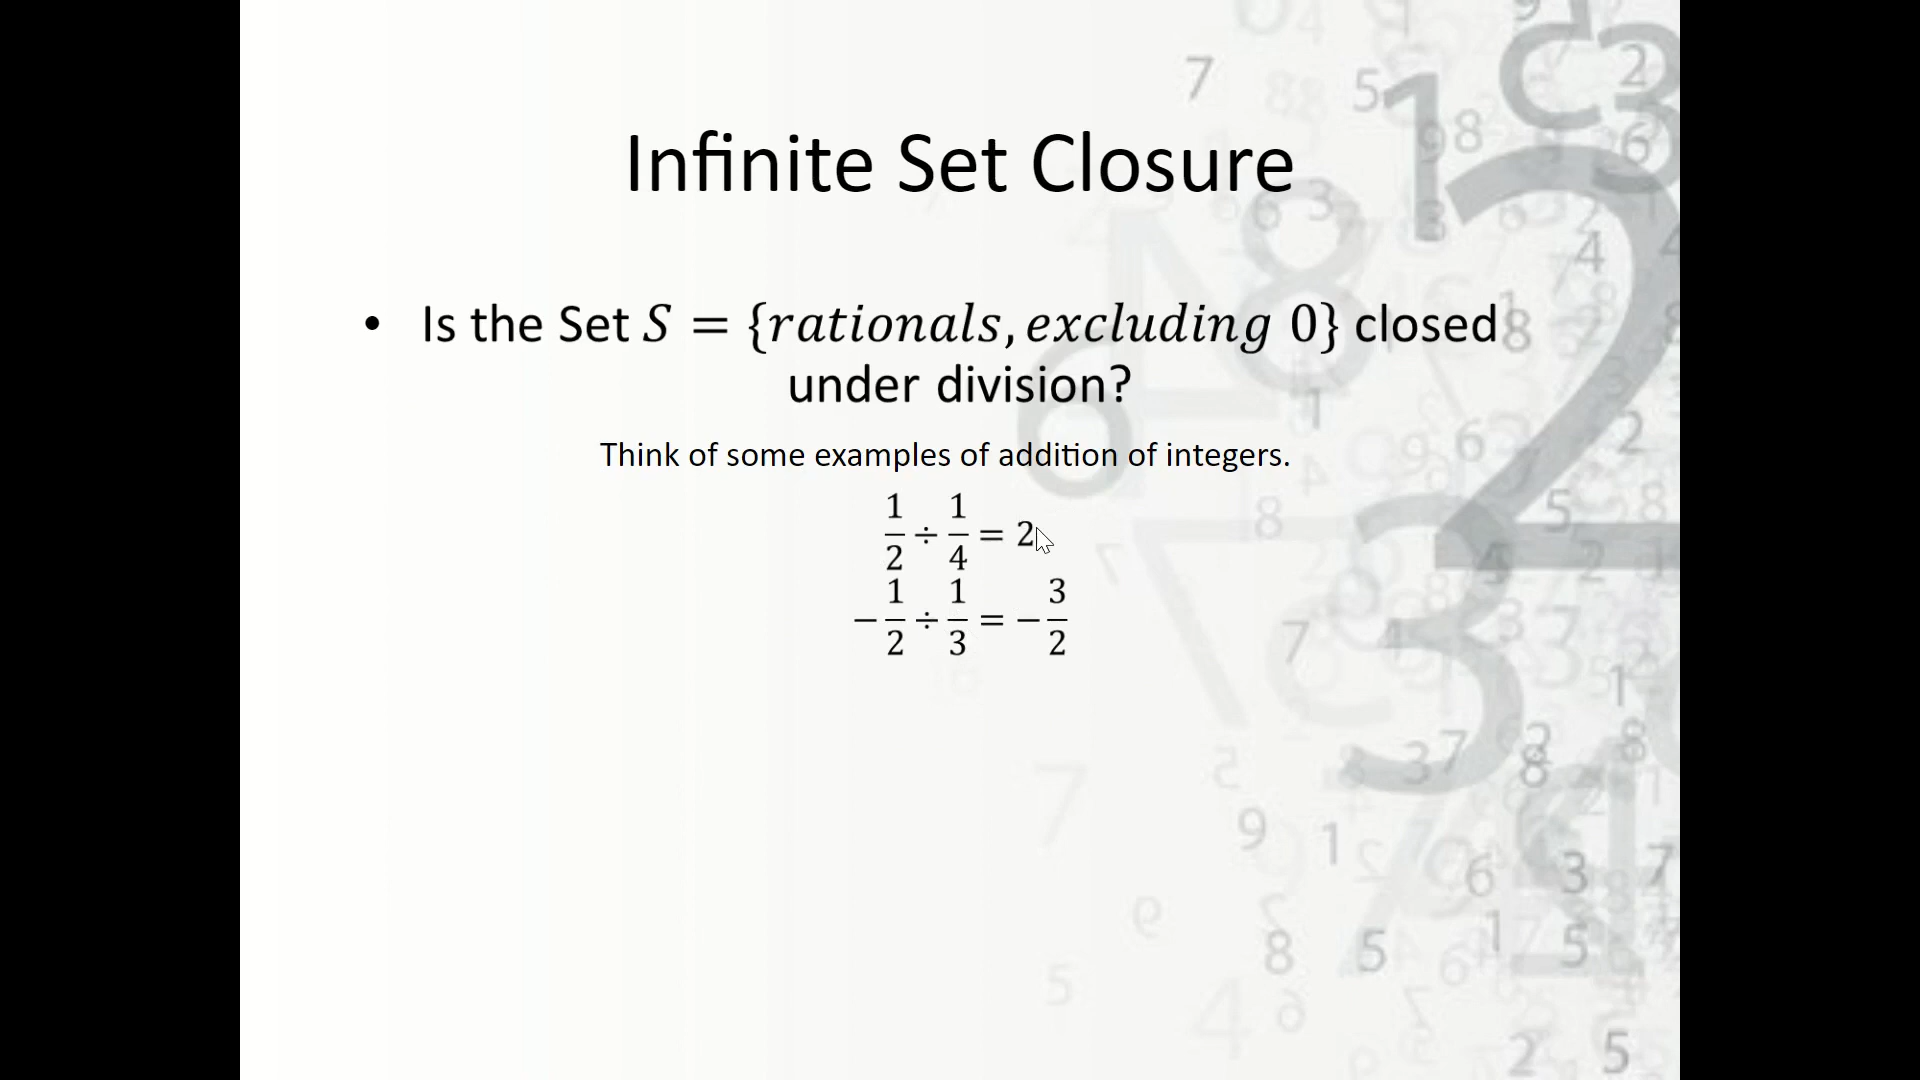 Infinite Set Closure
• Is the Set S = {rationals, excluding 0} closed
under division?
Think of some examples of addition of integers.
1/2 ÷ 1/4 = 2
−1/2 ÷ 1/3 = −3/2